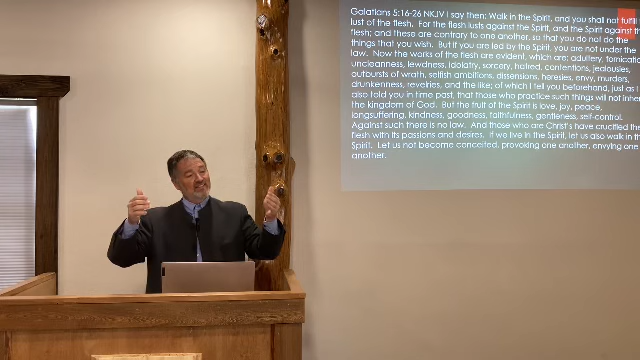 Galatians 5:16-26 NKJV I say then: Walk in the Spirit, and you shall not fulfill the
lust of the flesh. For the flesh lusts against the Spirit, and the Spirit against the
flesh; and these are contrary to one another, so that you do not do the
things that you wish. But if you are led by the Spirit, you are not under the
law. Now the works of the flesh are evident, which are: adultery, fornication,
uncleanness, lewdness, idolatry, sorcery, hatred, contentions, jealousies,
outbursts of wrath, selfish ambitions, dissensions, heresies, envy, murders,
drunkenness, revelries, and the like; of which I tell you beforehand, just as I
also told you in time past, that those who practice such things will not inherit
the kingdom of God. But the fruit of the Spirit is love, joy, peace,
longsuffering, kindness, goodness, faithfulness, gentleness, self-control.
Against such there is no law. And those who are Christ's have crucified the
flesh with its passions and desires. If we live in the Spirit, let us also walk in the
Spirit. Let us not become conceited, provoking one another, envying one
another.